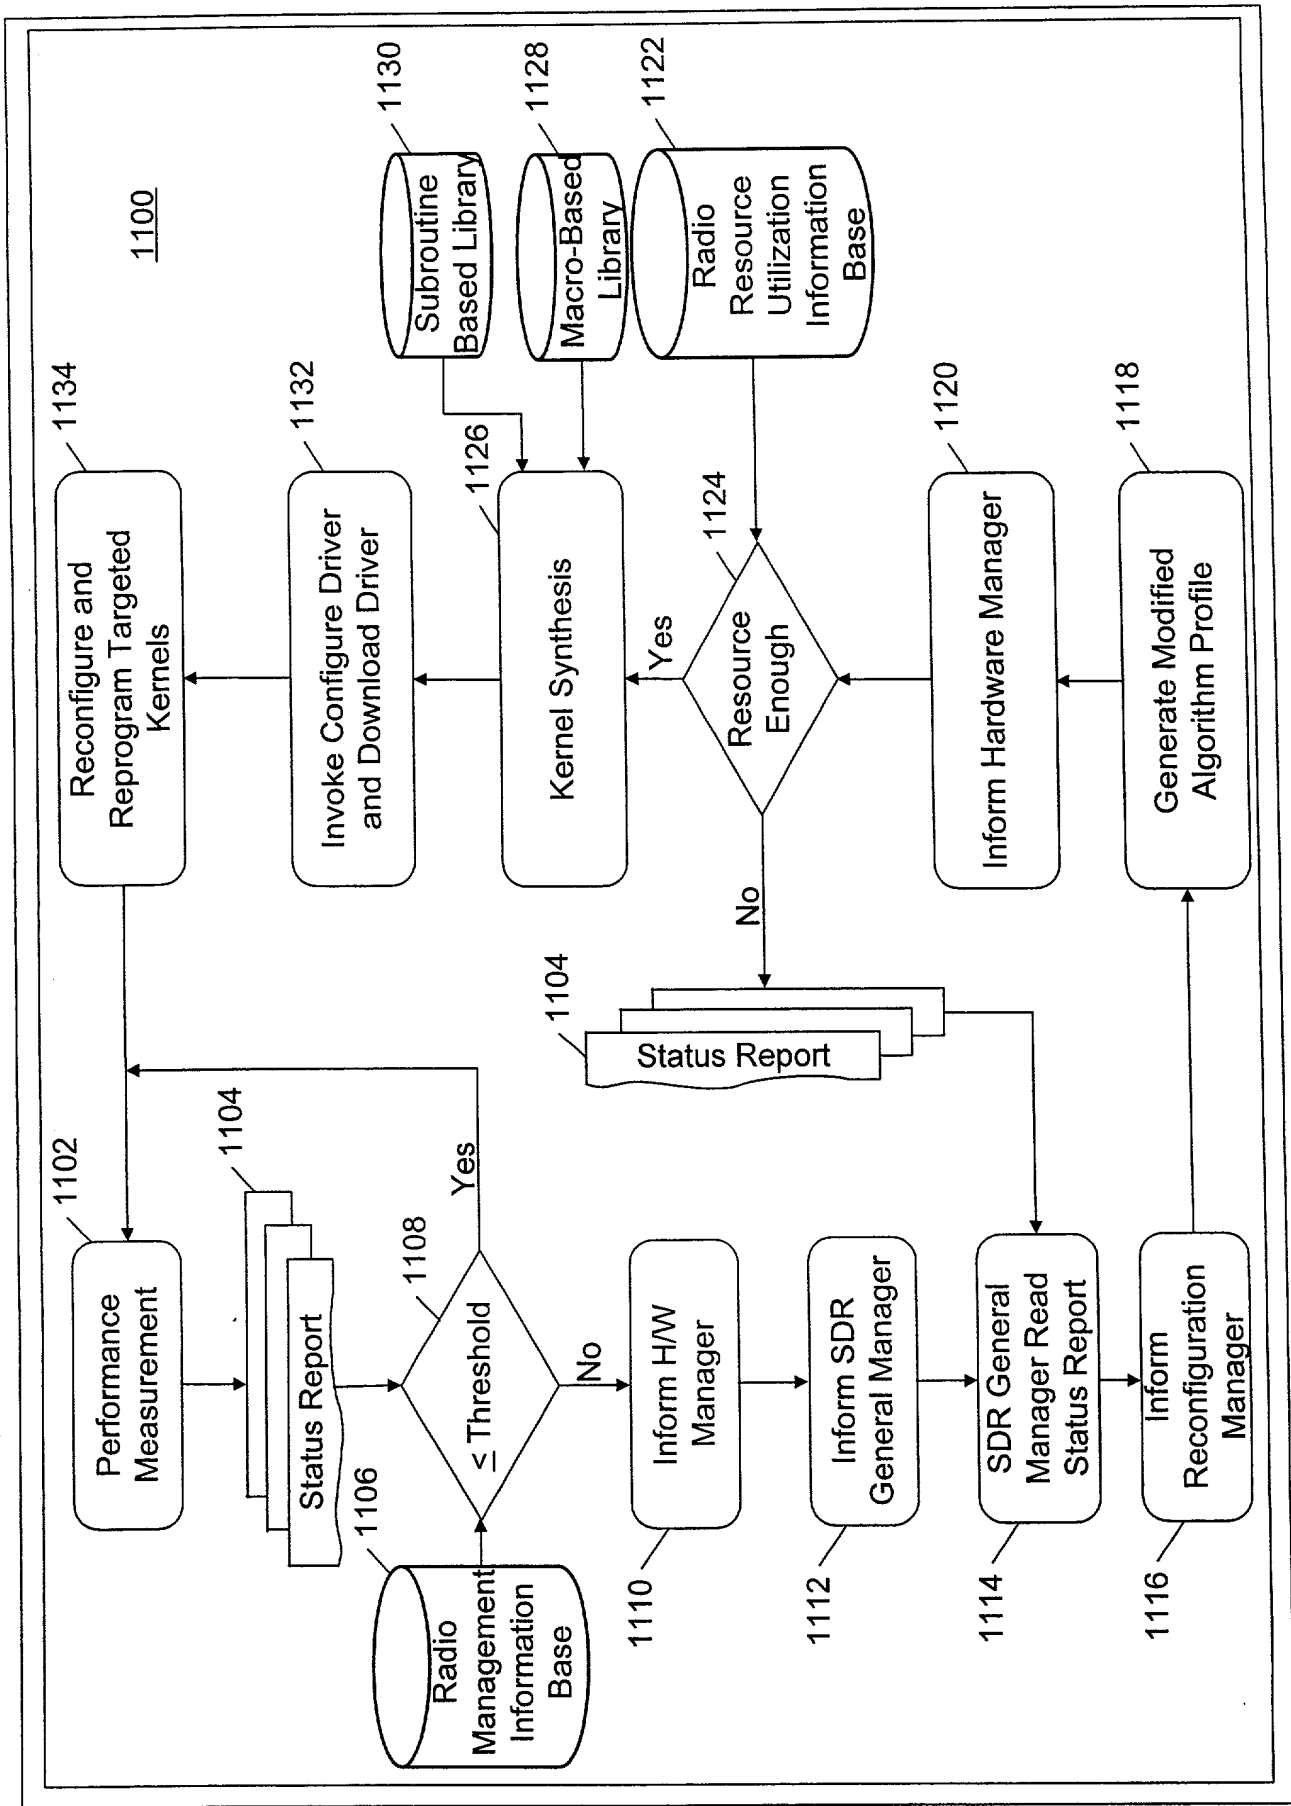 1100
1102
Performance
Measurement
1104
Status Report
1106
Radio
Management
Information
Base
1108
≤ Threshold
Yes
No
1110
Inform H/W
Manager
1112
Inform SDR
General Manager
1114
SDR General
Manager Read
Status Report
1116
Inform
Reconfiguration
Manager
1104
Status Report
1134
Reconfigure and
Reprogram Targeted
Kernels
1132
Invoke Configure Driver
and Download Driver
1126
Kernel Synthesis
Yes
1124
Resource
Enough
No
1120
Inform Hardware Manager
1118
Generate Modified
Algorithm Profile
1130
Subroutine
Based Library
1128
Macro-Based
Library
1122
Radio
Resource
Utilization
Information
Base